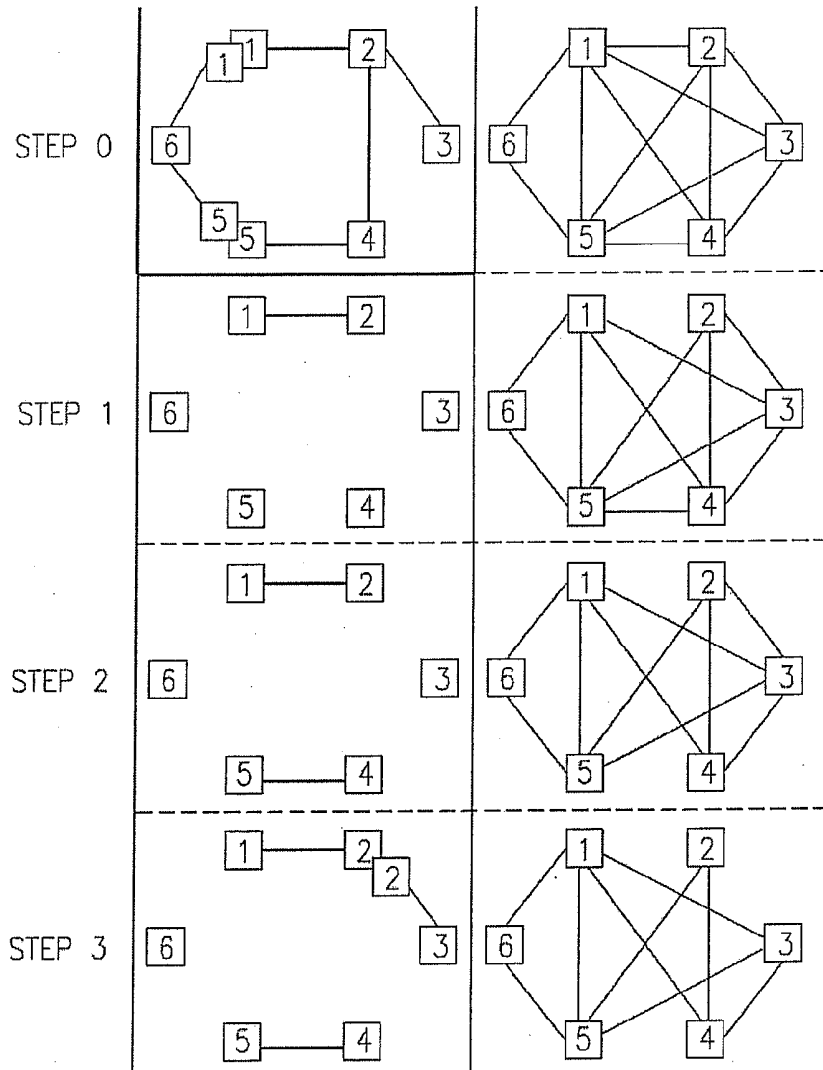 1 1 2 1 2
STEP 0 6 3 6 3
5 5 4 5 4
1 2 1 2
STEP 1 6 3 6 3
5 4 5 4
1 2 1 2
STEP 2 6 3 6 3
5 4 5 4
1 2 2 1 2
STEP 3 6 3 6 3
5 4 5 4